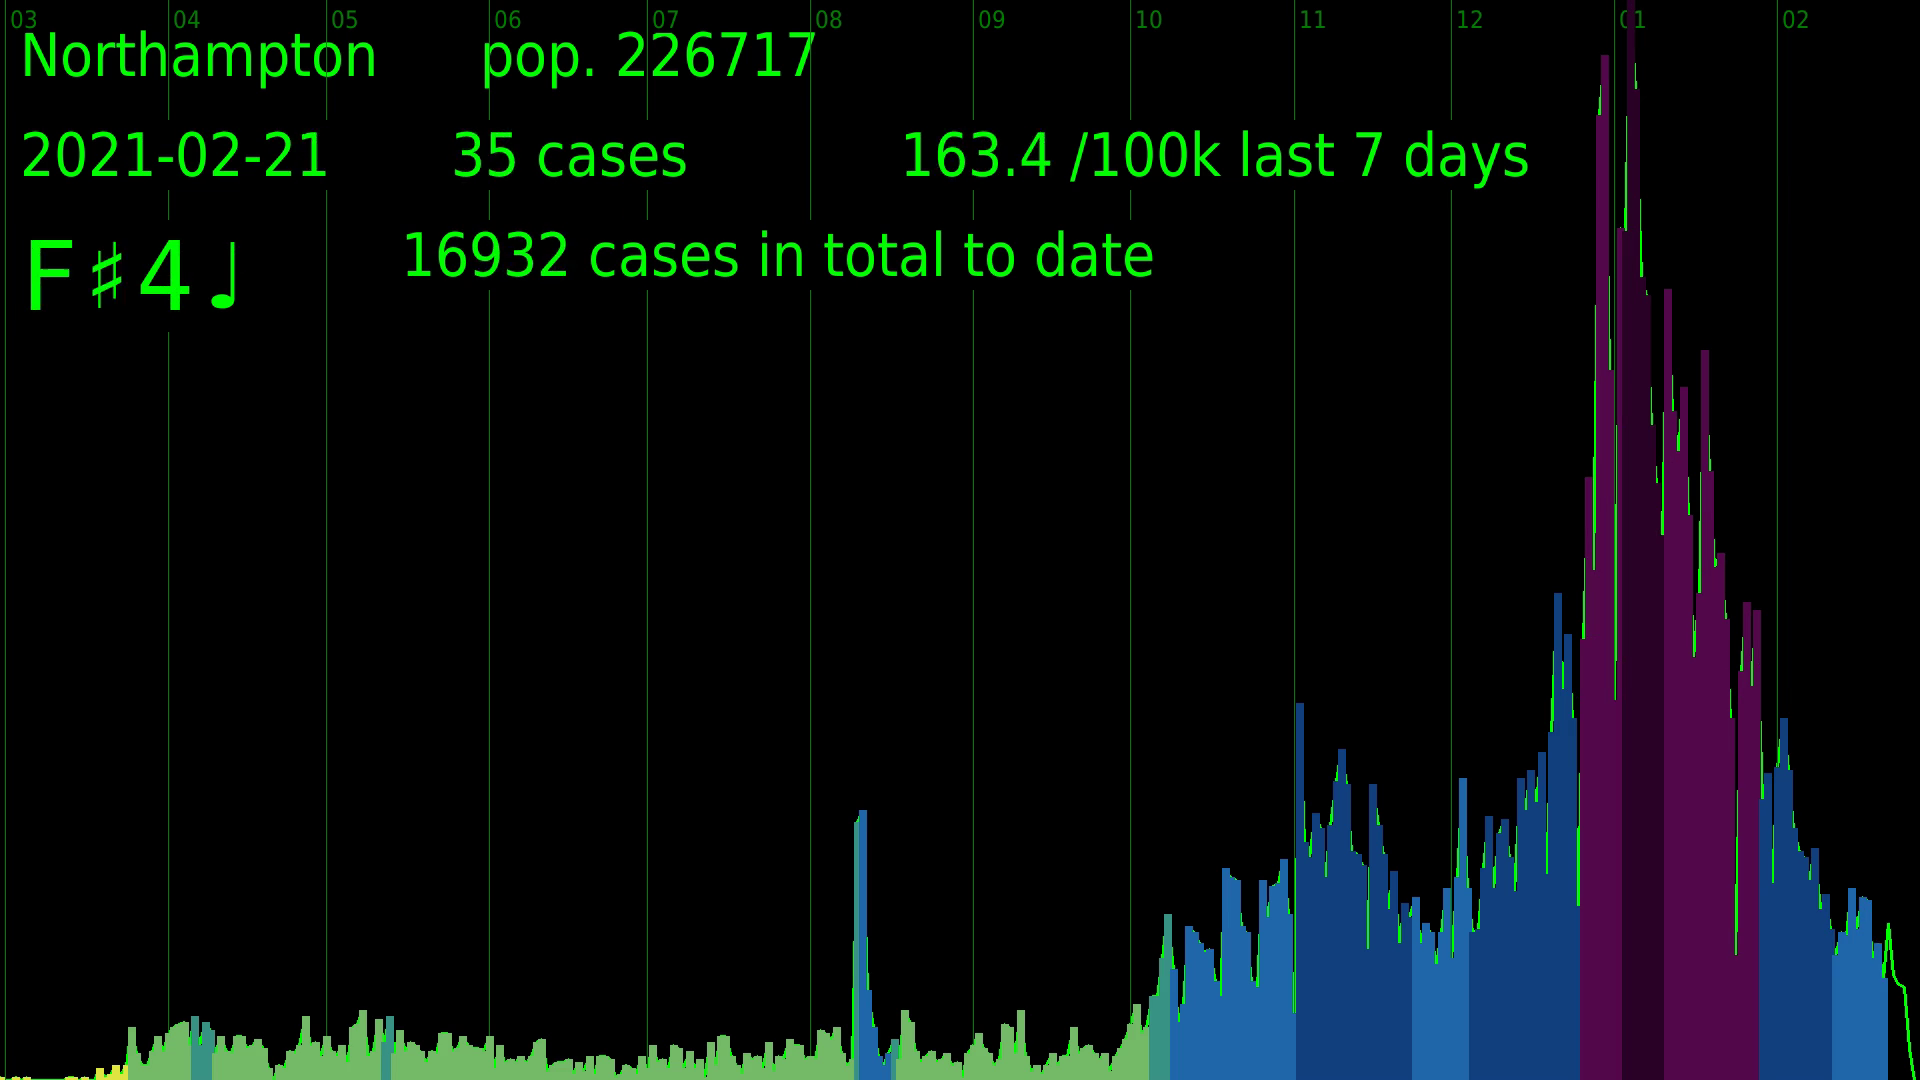 03 04 05 06 07 08 09 10 11 12 01 02
Northampton pop. 226717
2021-02-21 35 cases 163.4 /100k last 7 days
F♯4♩ 16932 cases in total to date